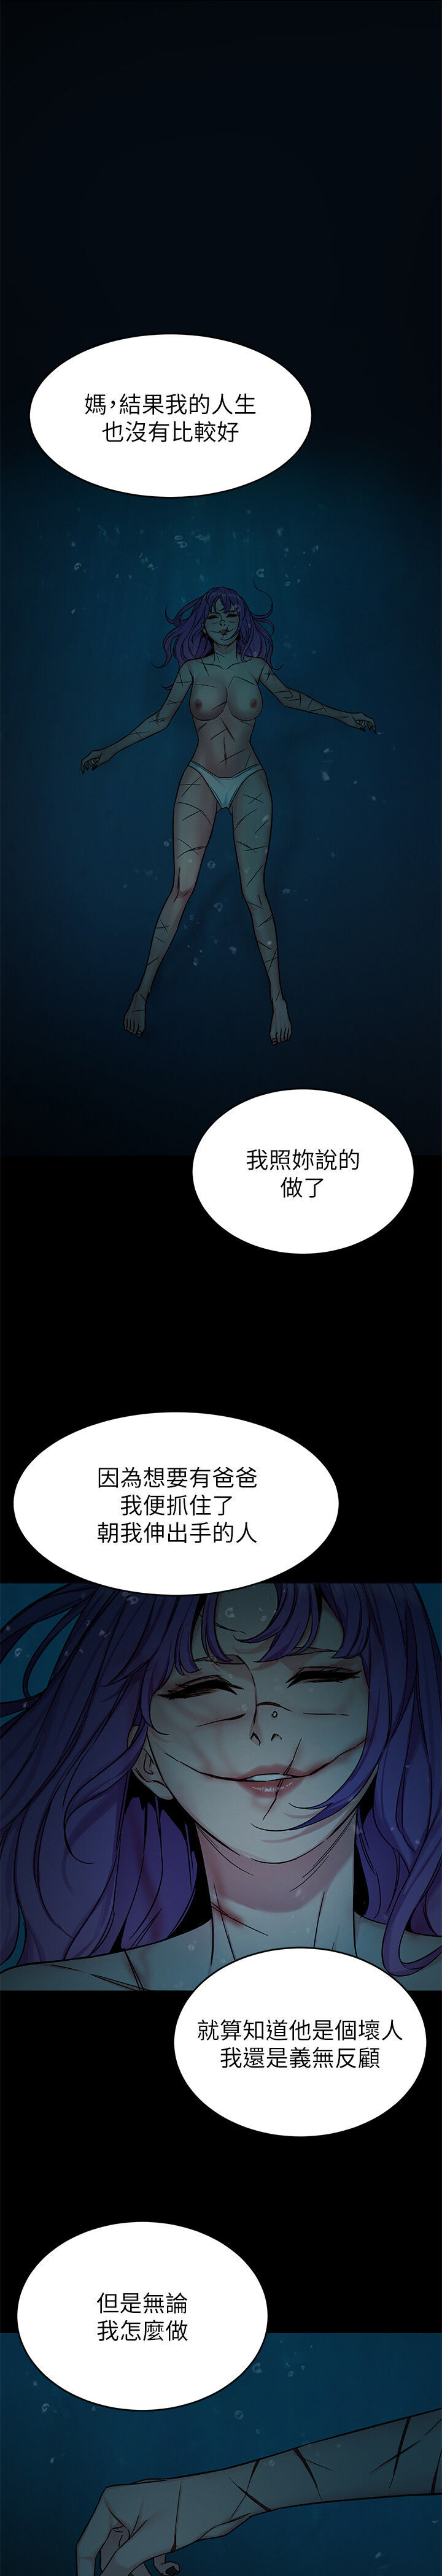 媽，結果我的人生
也沒有比較好
我照妳說的
做了
因為想要有爸爸
我便抓住了
朝我伸出手的人
就算知道他是個壞人
我還是義無反顧
但是無論
我怎麼做